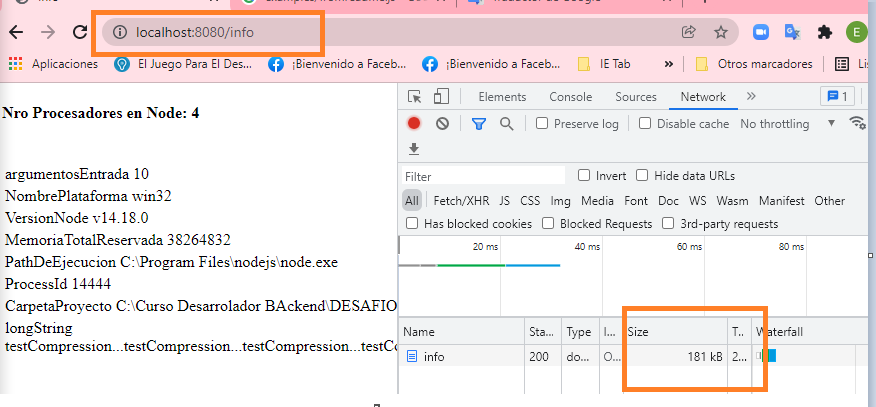 localhost:8080/info
E
Aplicaciones El Juego Para El Des... ¡Bienvenido a Faceb... ¡Bienvenido a Faceb... IE Tab » Otros marcadores
Nro Procesadores en Node: 4
argumentosEntrada 10
NombrePlataforma win32
VersionNode v14.18.0
MemoriaTotalReservada 38264832
PathDeEjecucion C:\Program Files\nodejs\node.exe
ProcessId 14444
CarpetaProyecto C:\Curso Desarrolador BAckend\DESAFIO
longString
testCompression...testCompression...testCompression...testCo
Elements Console Sources Network » 1
Preserve log Disable cache No throttling
Filter Invert Hide data URLs
All Fetch/XHR JS CSS Img Media Font Doc WS Wasm Manifest Other
Has blocked cookies Blocked Requests 3rd-party requests
20 ms 40 ms 60 ms 80 ms
Name Sta... Type I... Size T.. Waterfall
info 200 do... O... 181 kB 2...